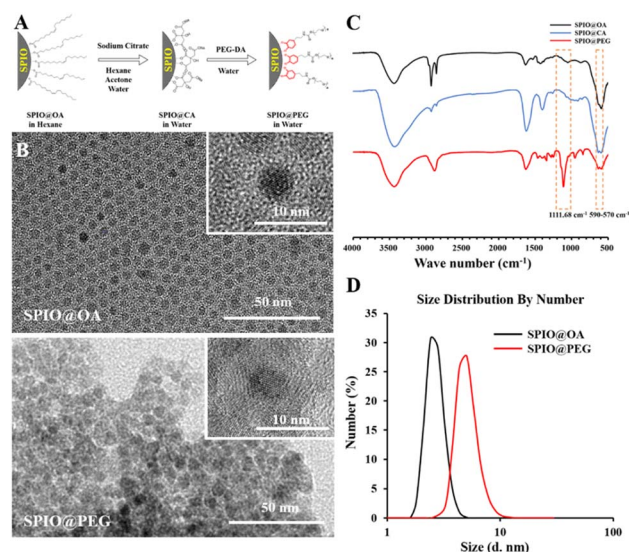 A
SPIO
Sodium Citrate
Hexane
Acetone
Water
SPIO
PEG-DA
Water
SPIO
SPIO@OA
in Hexane
SPIO@CA
in Water
SPIO@PEG
in Water
B
10 nm
50 nm
SPIO@OA
10 nm
50 nm
SPIO@PEG
C
SPIO@OA
SPIO@CA
SPIO@PEG
1111.68 cm-1
590-570 cm-1
4000
3000
2000
1500
1000
500
Wave number (cm-1)
D
Size Distribution By Number
SPIO@OA
SPIO@PEG
35
30
25
20
15
10
5
0
Number (%)
1
10
100
Size (d. nm)